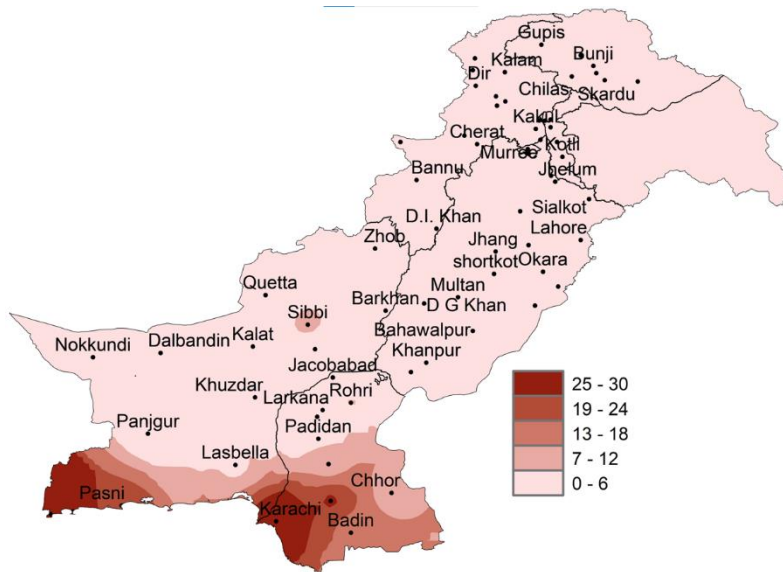 Gupis
Bunji
Kalam
Dir
Chilas
Skardu
Kakul
Cherat
Kotli
Murree
Bannu
Jhelum
Sialkot
D.I. Khan
Lahore
Zhob
Jhang
shortkot
Okara
Quetta
Multan
Barkhan
D G Khan
Sibbi
Bahawalpur
Kalat
Dalbandin
Nokkundi
Khanpur
Jacobabad
Khuzdar
Rohri
Larkana
Panjgur
Padidan
Lasbella
Chhor
Pasni
Karachi
Badin
25 - 30
19 - 24
13 - 18
7 - 12
0 - 6